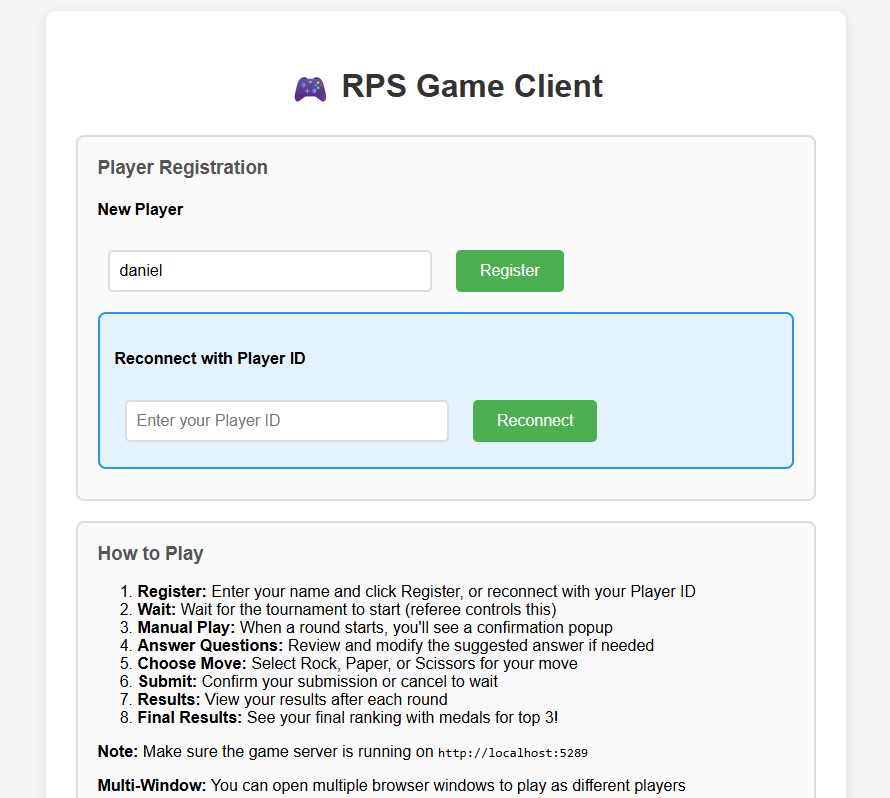 RPS Game Client
Player Registration
New Player
daniel
Register
Reconnect with Player ID
Enter your Player ID
Reconnect
How to Play
1. Register: Enter your name and click Register, or reconnect with your Player ID
2. Wait: Wait for the tournament to start (referee controls this)
3. Manual Play: When a round starts, you'll see a confirmation popup
4. Answer Questions: Review and modify the suggested answer if needed
5. Choose Move: Select Rock, Paper, or Scissors for your move
6. Submit: Confirm your submission or cancel to wait
7. Results: View your results after each round
8. Final Results: See your final ranking with medals for top 3!
Note: Make sure the game server is running on http://localhost:5289
Multi-Window: You can open multiple browser windows to play as different players